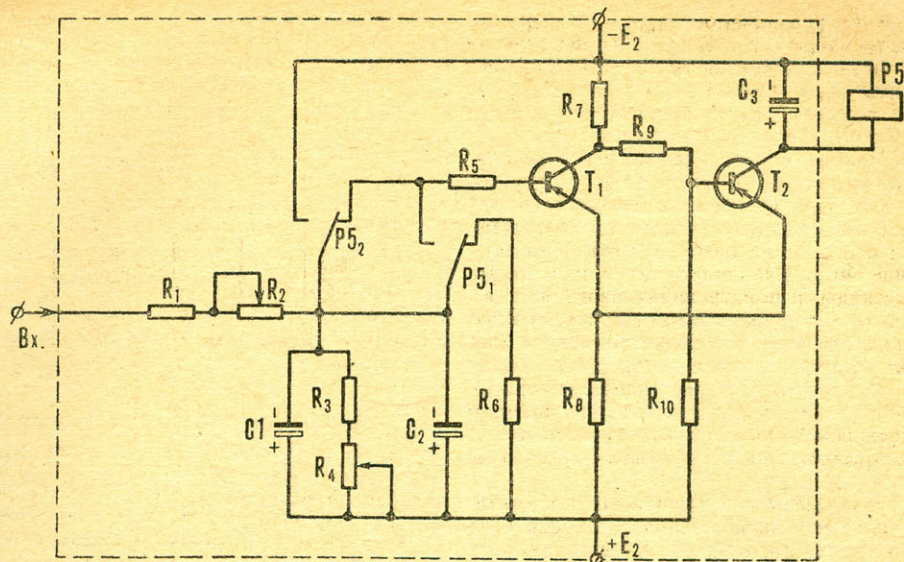 −E₂
P5
C₃
−
+
R₇
R₉
R₅
T₁
T₂
P5₂
P5₁
R₁
R₂
Вх.
R₃
R₄
C1
−
+
C₂
−
+
R₆
R₈
R₁₀
+E₂